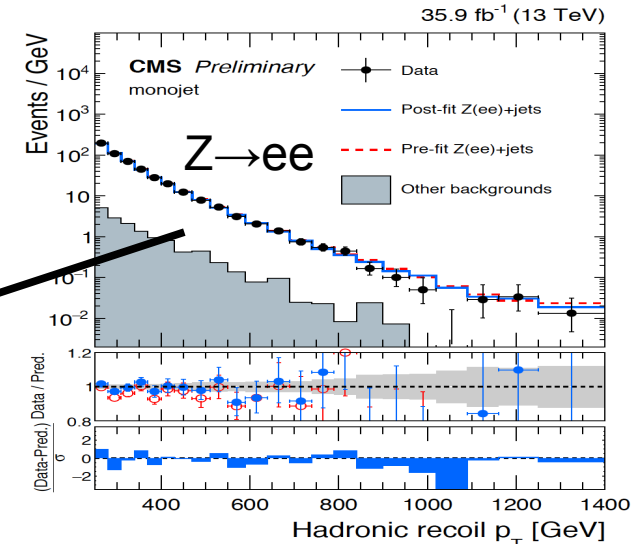 35.9 fb⁻¹ (13 TeV)
Events / GeV
10⁴
10³
10²
10
1
10⁻¹
10⁻²
CMS Preliminary
monojet
Z→ee
Data
Post-fit Z(ee)+jets
Pre-fit Z(ee)+jets
Other backgrounds
Data / Pred.
1.2
1
0.8
(Data-Pred.)
σ
2
0
−2
400 600 800 1000 1200 1400
Hadronic recoil p_T [GeV]